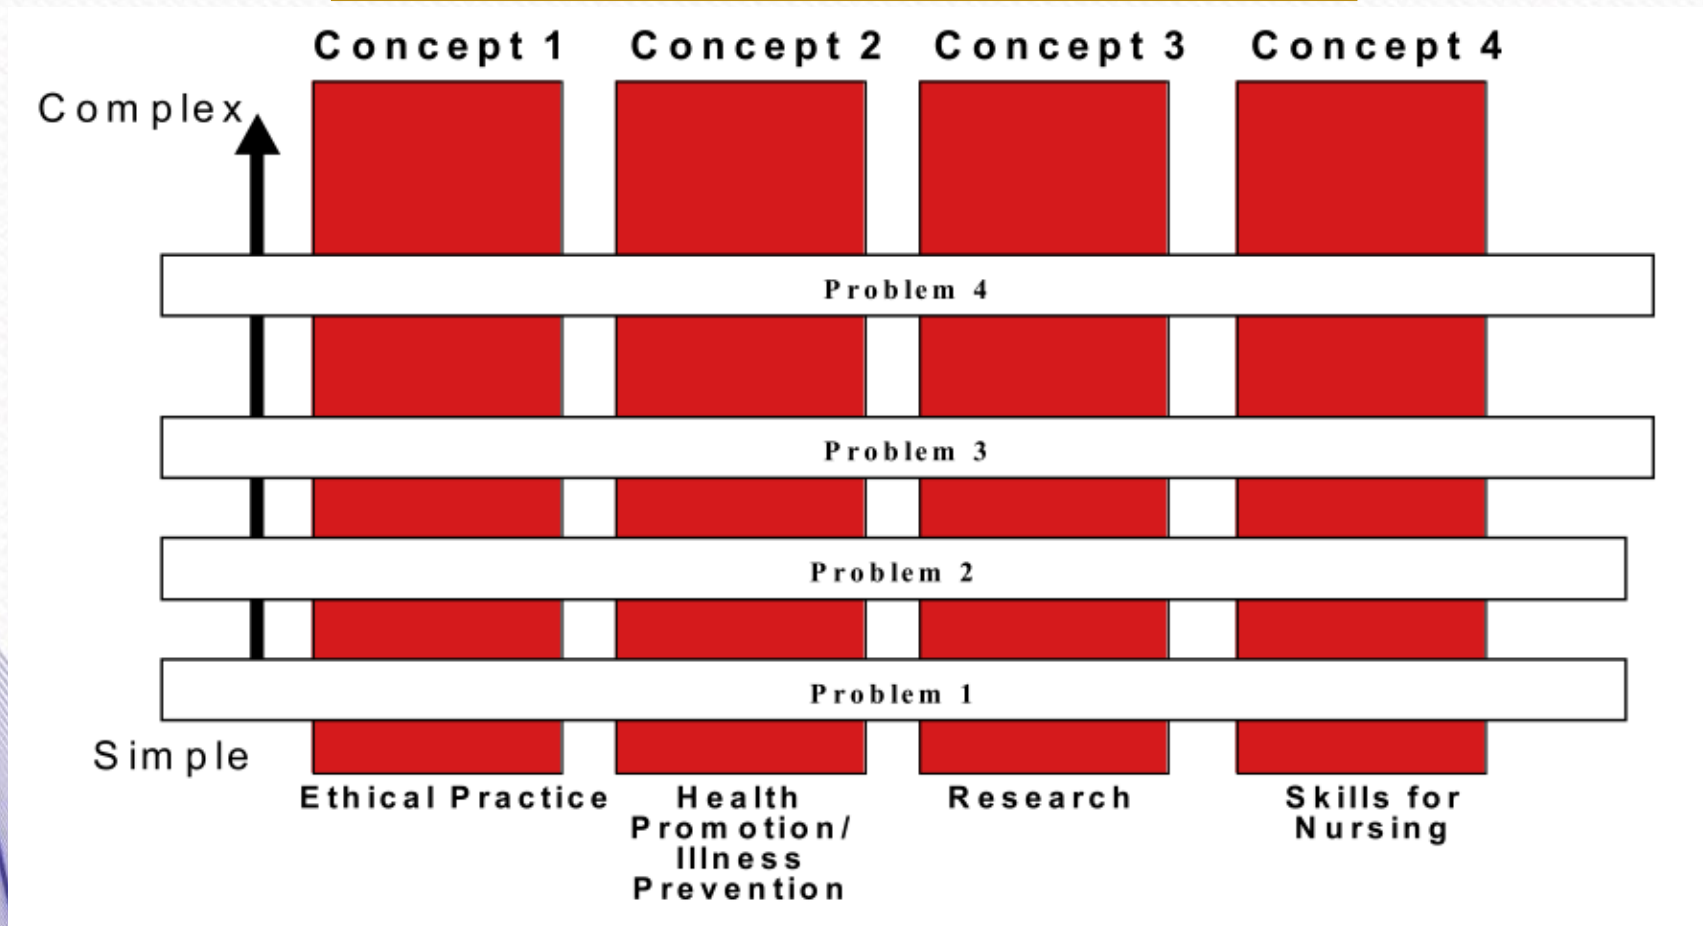 Concept 1 Concept 2 Concept 3 Concept 4
Complex
Problem 4
Problem 3
Problem 2
Problem 1
Simple
Ethical Practice
Health
Promotion/
Illness
Prevention
Research
Skills for
Nursing